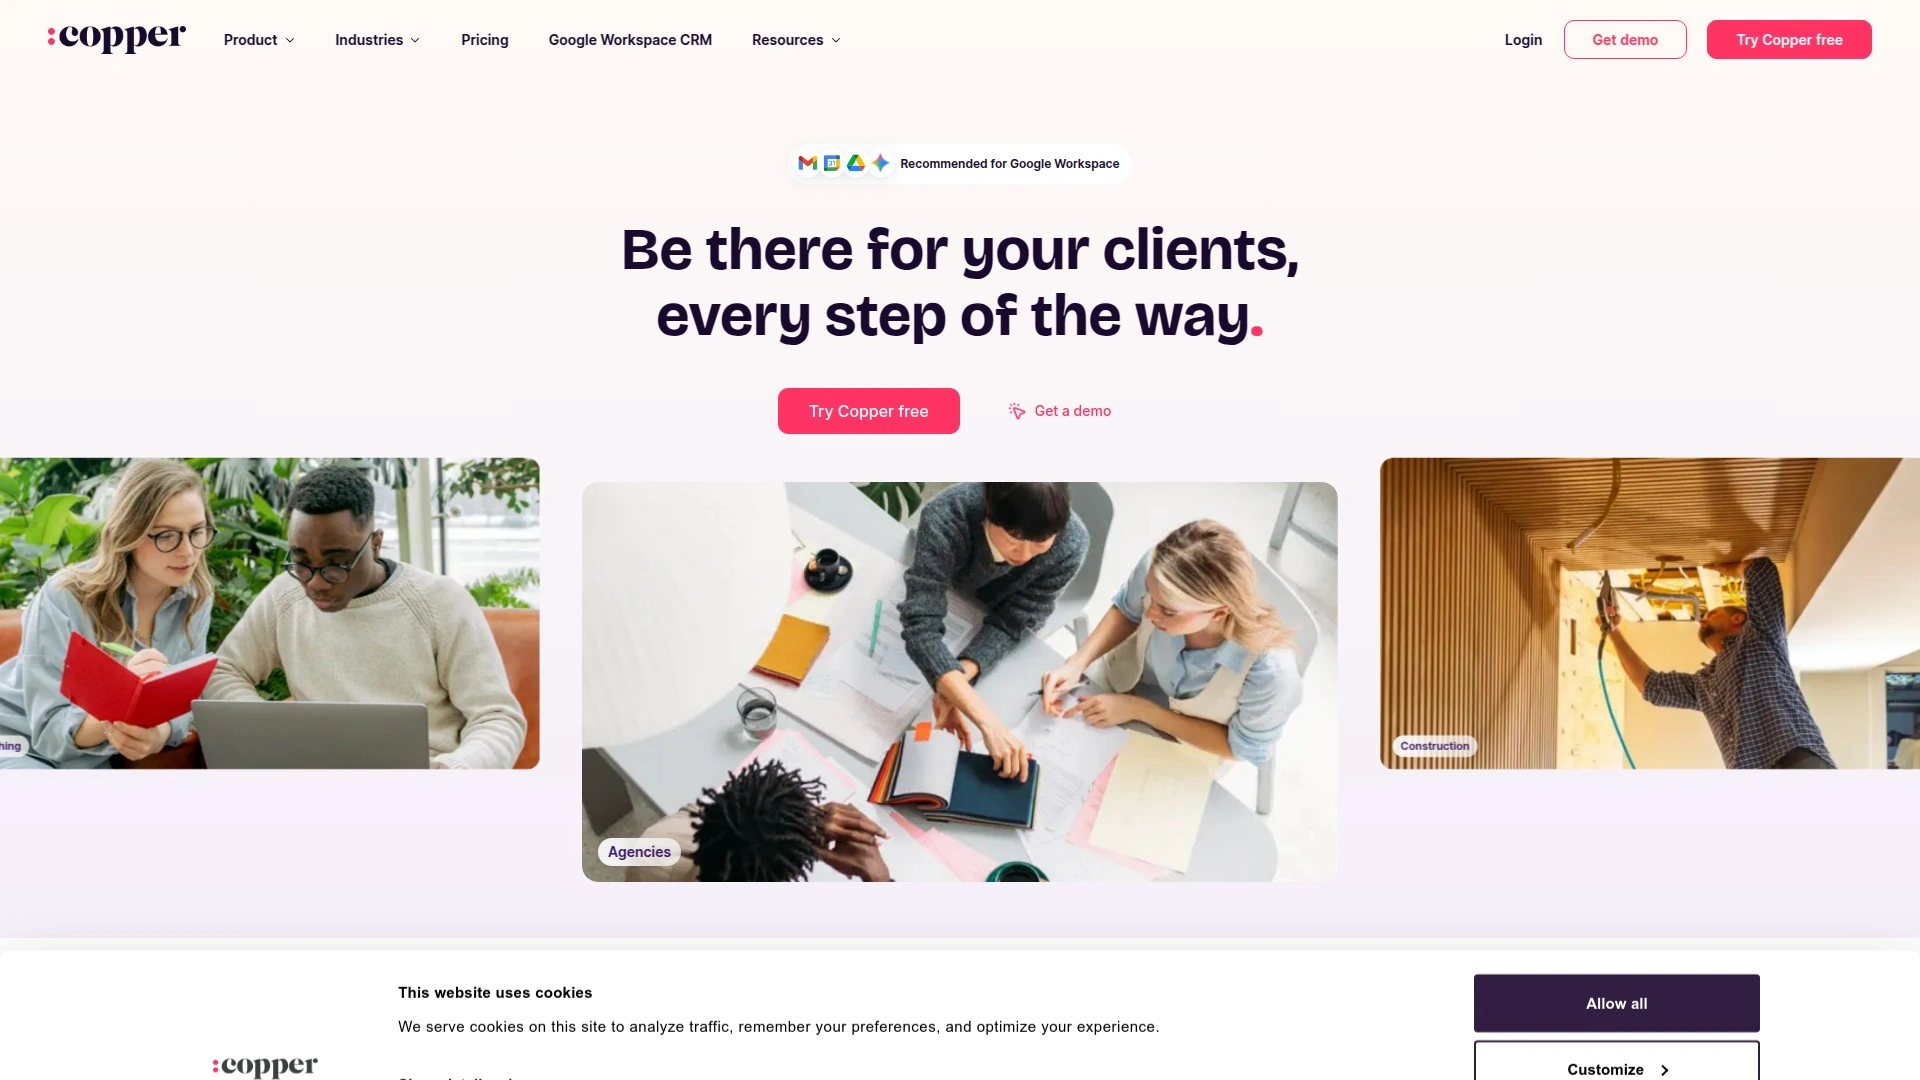 :copper
Product
Industries
Pricing
Google Workspace CRM
Resources
Login
Get demo
Try Copper free
Recommended for Google Workspace
Be there for your clients,
every step of the way.
Try Copper free
Get a demo
Agencies
Construction
This website uses cookies
We serve cookies on this site to analyze traffic, remember your preferences, and optimize your experience.
Allow all
:copper
Customize